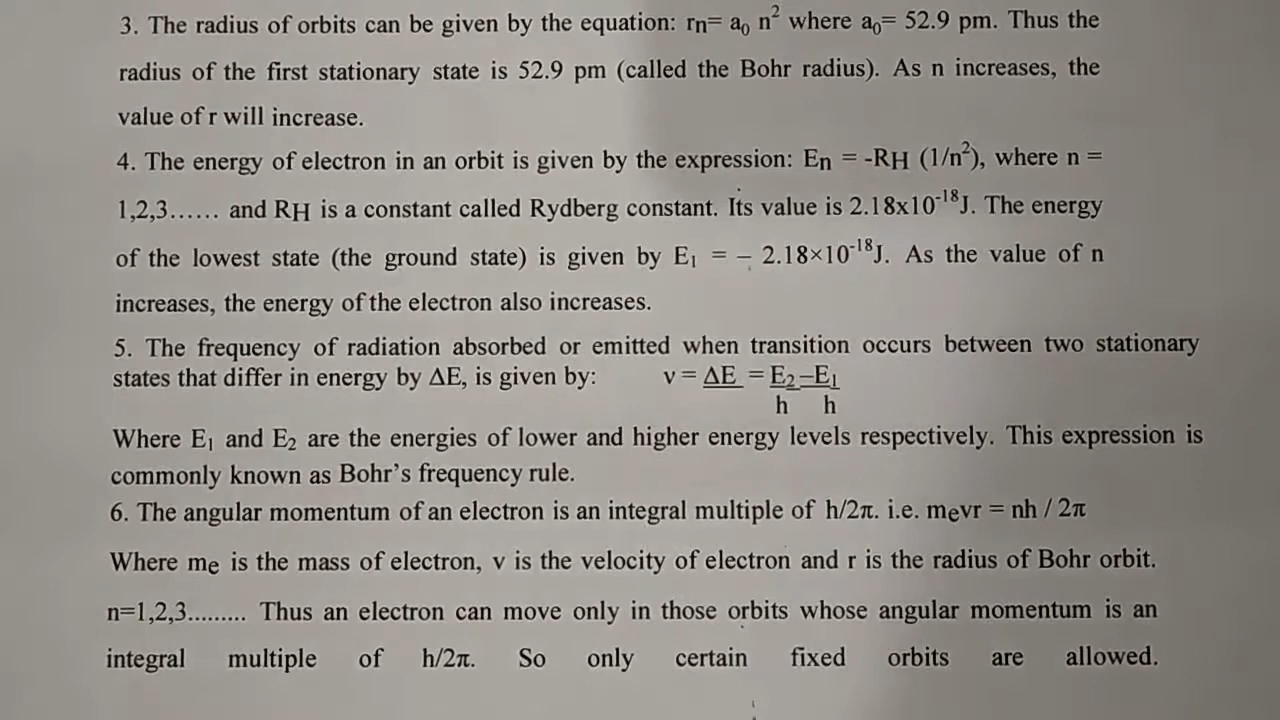 3. The radius of orbits can be given by the equation: rn= a₀ n² where a₀= 52.9 pm. Thus the
radius of the first stationary state is 52.9 pm (called the Bohr radius). As n increases, the
value of r will increase.
4. The energy of electron in an orbit is given by the expression: En = -RH (1/n²), where n =
1,2,3...... and RH is a constant called Rydberg constant. Its value is 2.18x10⁻¹⁸J. The energy
of the lowest state (the ground state) is given by E₁ = – 2.18×10⁻¹⁸J. As the value of n
increases, the energy of the electron also increases.
5. The frequency of radiation absorbed or emitted when transition occurs between two stationary
states that differ in energy by ΔE, is given by: ν = ΔE = E₂–E₁
h h
Where E₁ and E₂ are the energies of lower and higher energy levels respectively. This expression is
commonly known as Bohr’s frequency rule.
6. The angular momentum of an electron is an integral multiple of h/2π. i.e. mevr = nh / 2π
Where me is the mass of electron, v is the velocity of electron and r is the radius of Bohr orbit.
n=1,2,3......... Thus an electron can move only in those orbits whose angular momentum is an
integral multiple of h/2π. So only certain fixed orbits are allowed.